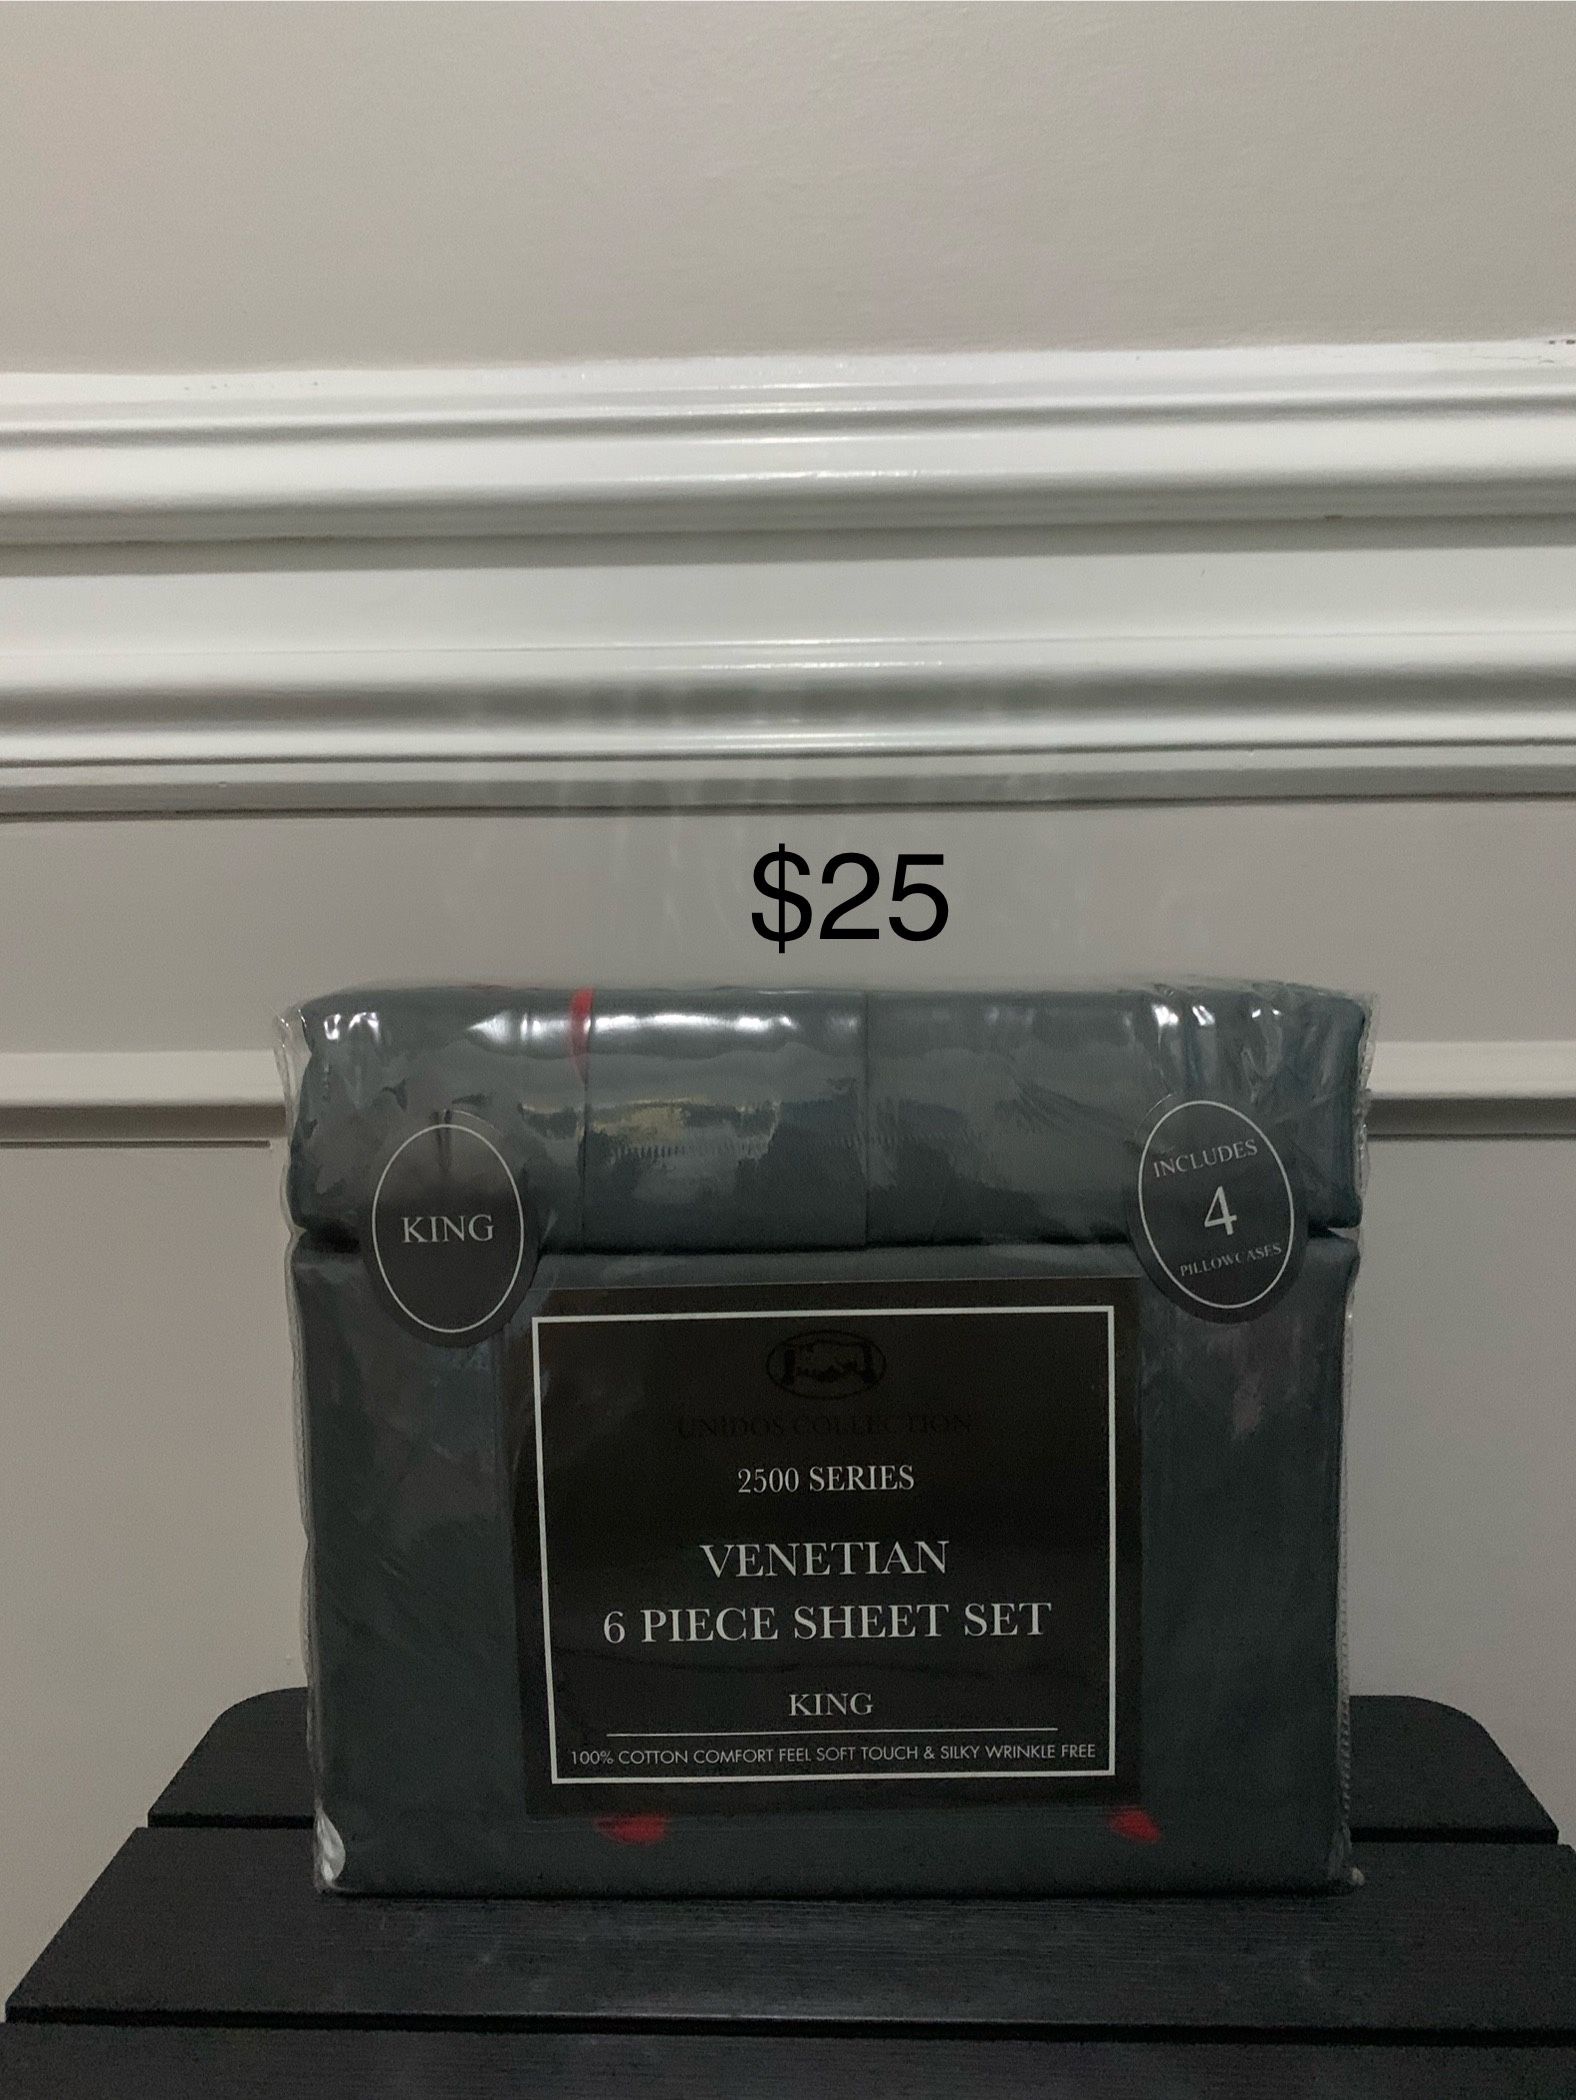 $25
KING
INCLUDES
4
PILLOWCASES
UNIDOS COLLECTION
2500 SERIES
VENETIAN
6 PIECE SHEET SET
KING
100% COTTON COMFORT FEEL SOFT TOUCH & SILKY WRINKLE FREE